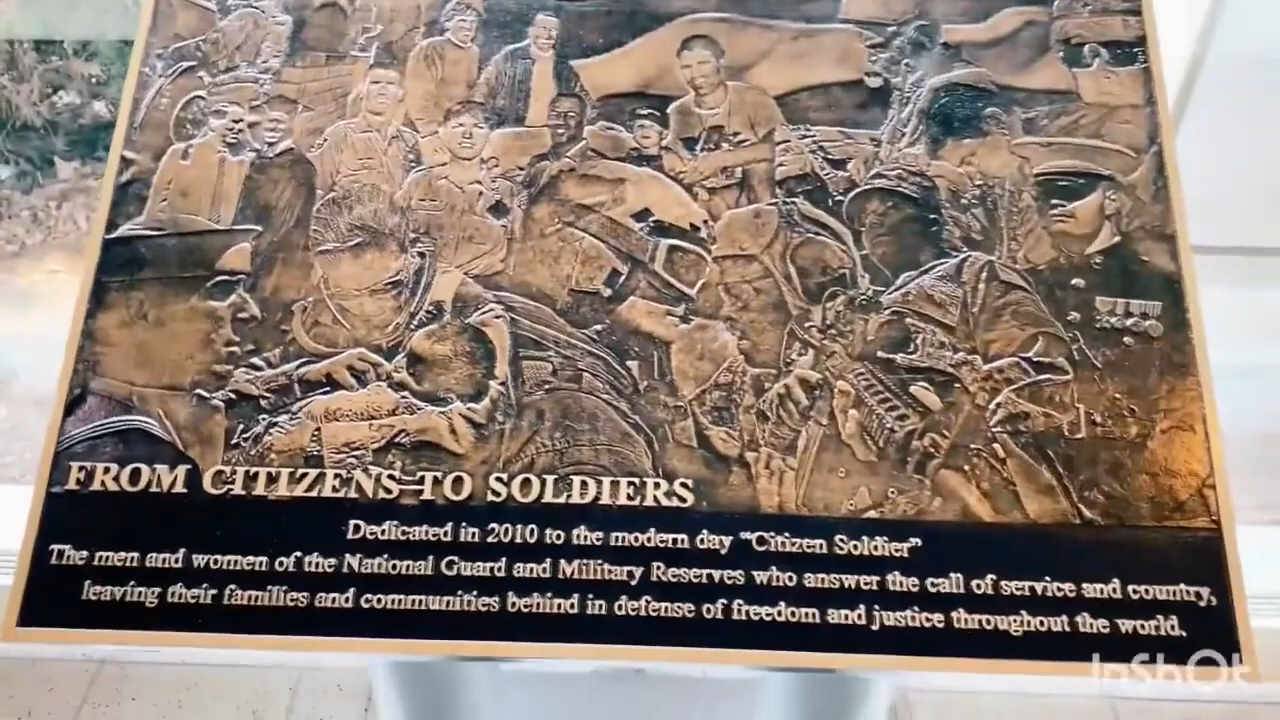 FROM CITIZENS TO SOLDIERS
Dedicated in 2010 to the modern day “Citizen Soldier”
The men and women of the National Guard and Military Reserves who answer the call of service and country,
leaving their families and communities behind in defense of freedom and justice throughout the world.
InShOt